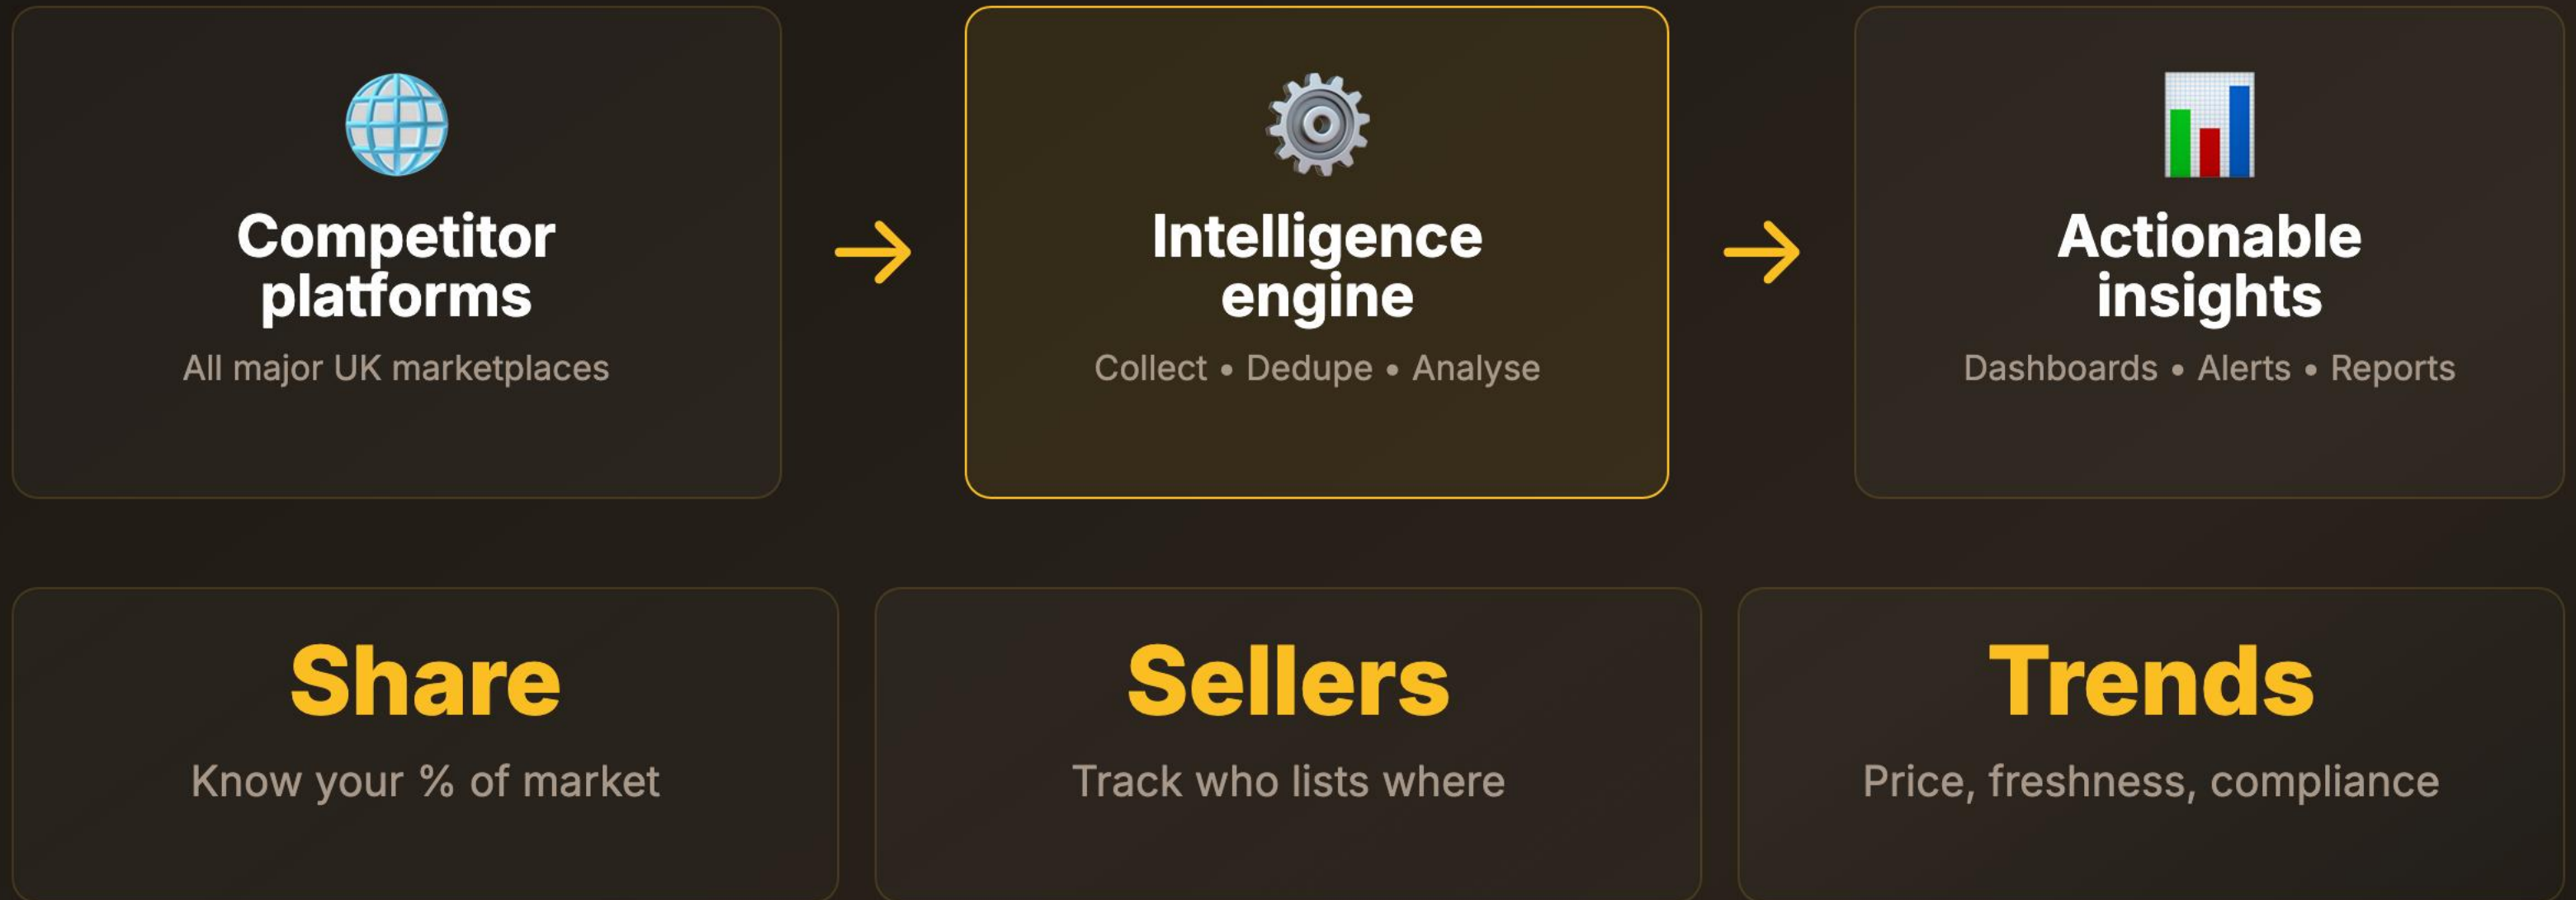 Competitor
platforms
All major UK marketplaces
Intelligence
engine
Collect • Dedupe • Analyse
Actionable
insights
Dashboards • Alerts • Reports
Share
Know your % of market
Sellers
Track who lists where
Trends
Price, freshness, compliance